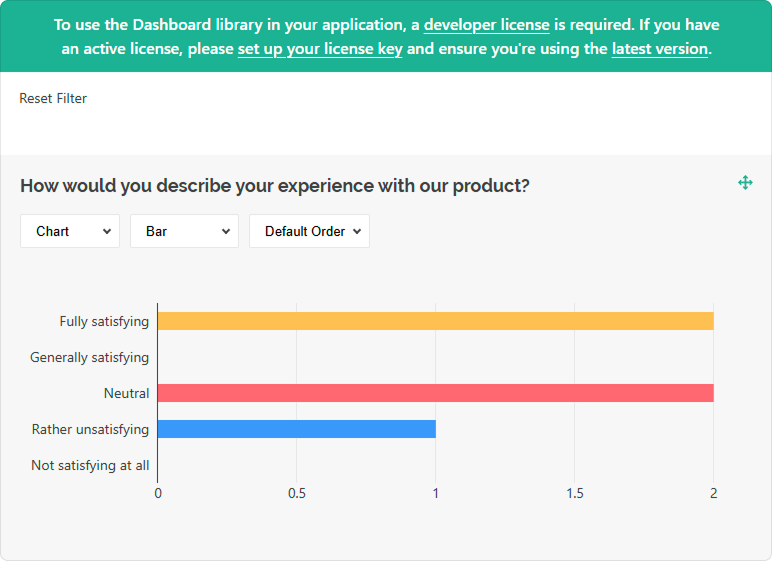 To use the Dashboard library in your application, a developer license is required. If you have
an active license, please set up your license key and ensure you're using the latest version.
Reset Filter
How would you describe your experience with our product?
Chart Bar Default Order
Fully satisfying
Generally satisfying
Neutral
Rather unsatisfying
Not satisfying at all
0 0.5 1 1.5 2